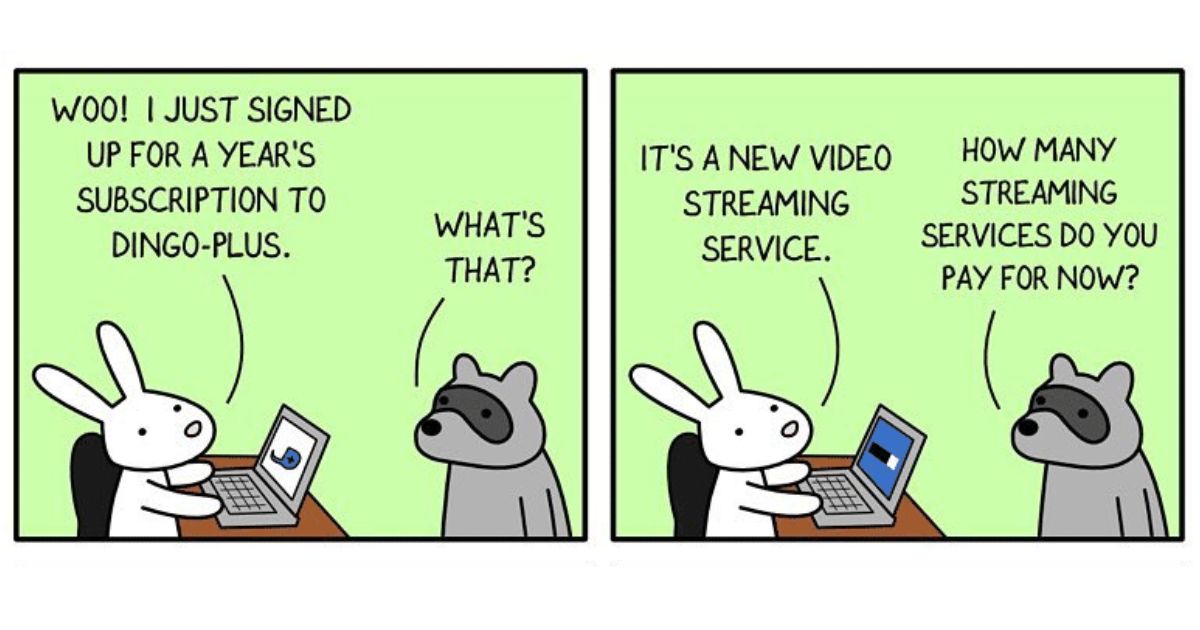 WOO! I JUST SIGNED
UP FOR A YEAR'S
SUBSCRIPTION TO
DINGO-PLUS.
WHAT'S
THAT?
IT'S A NEW VIDEO
STREAMING
SERVICE.
HOW MANY
STREAMING
SERVICES DO YOU
PAY FOR NOW?